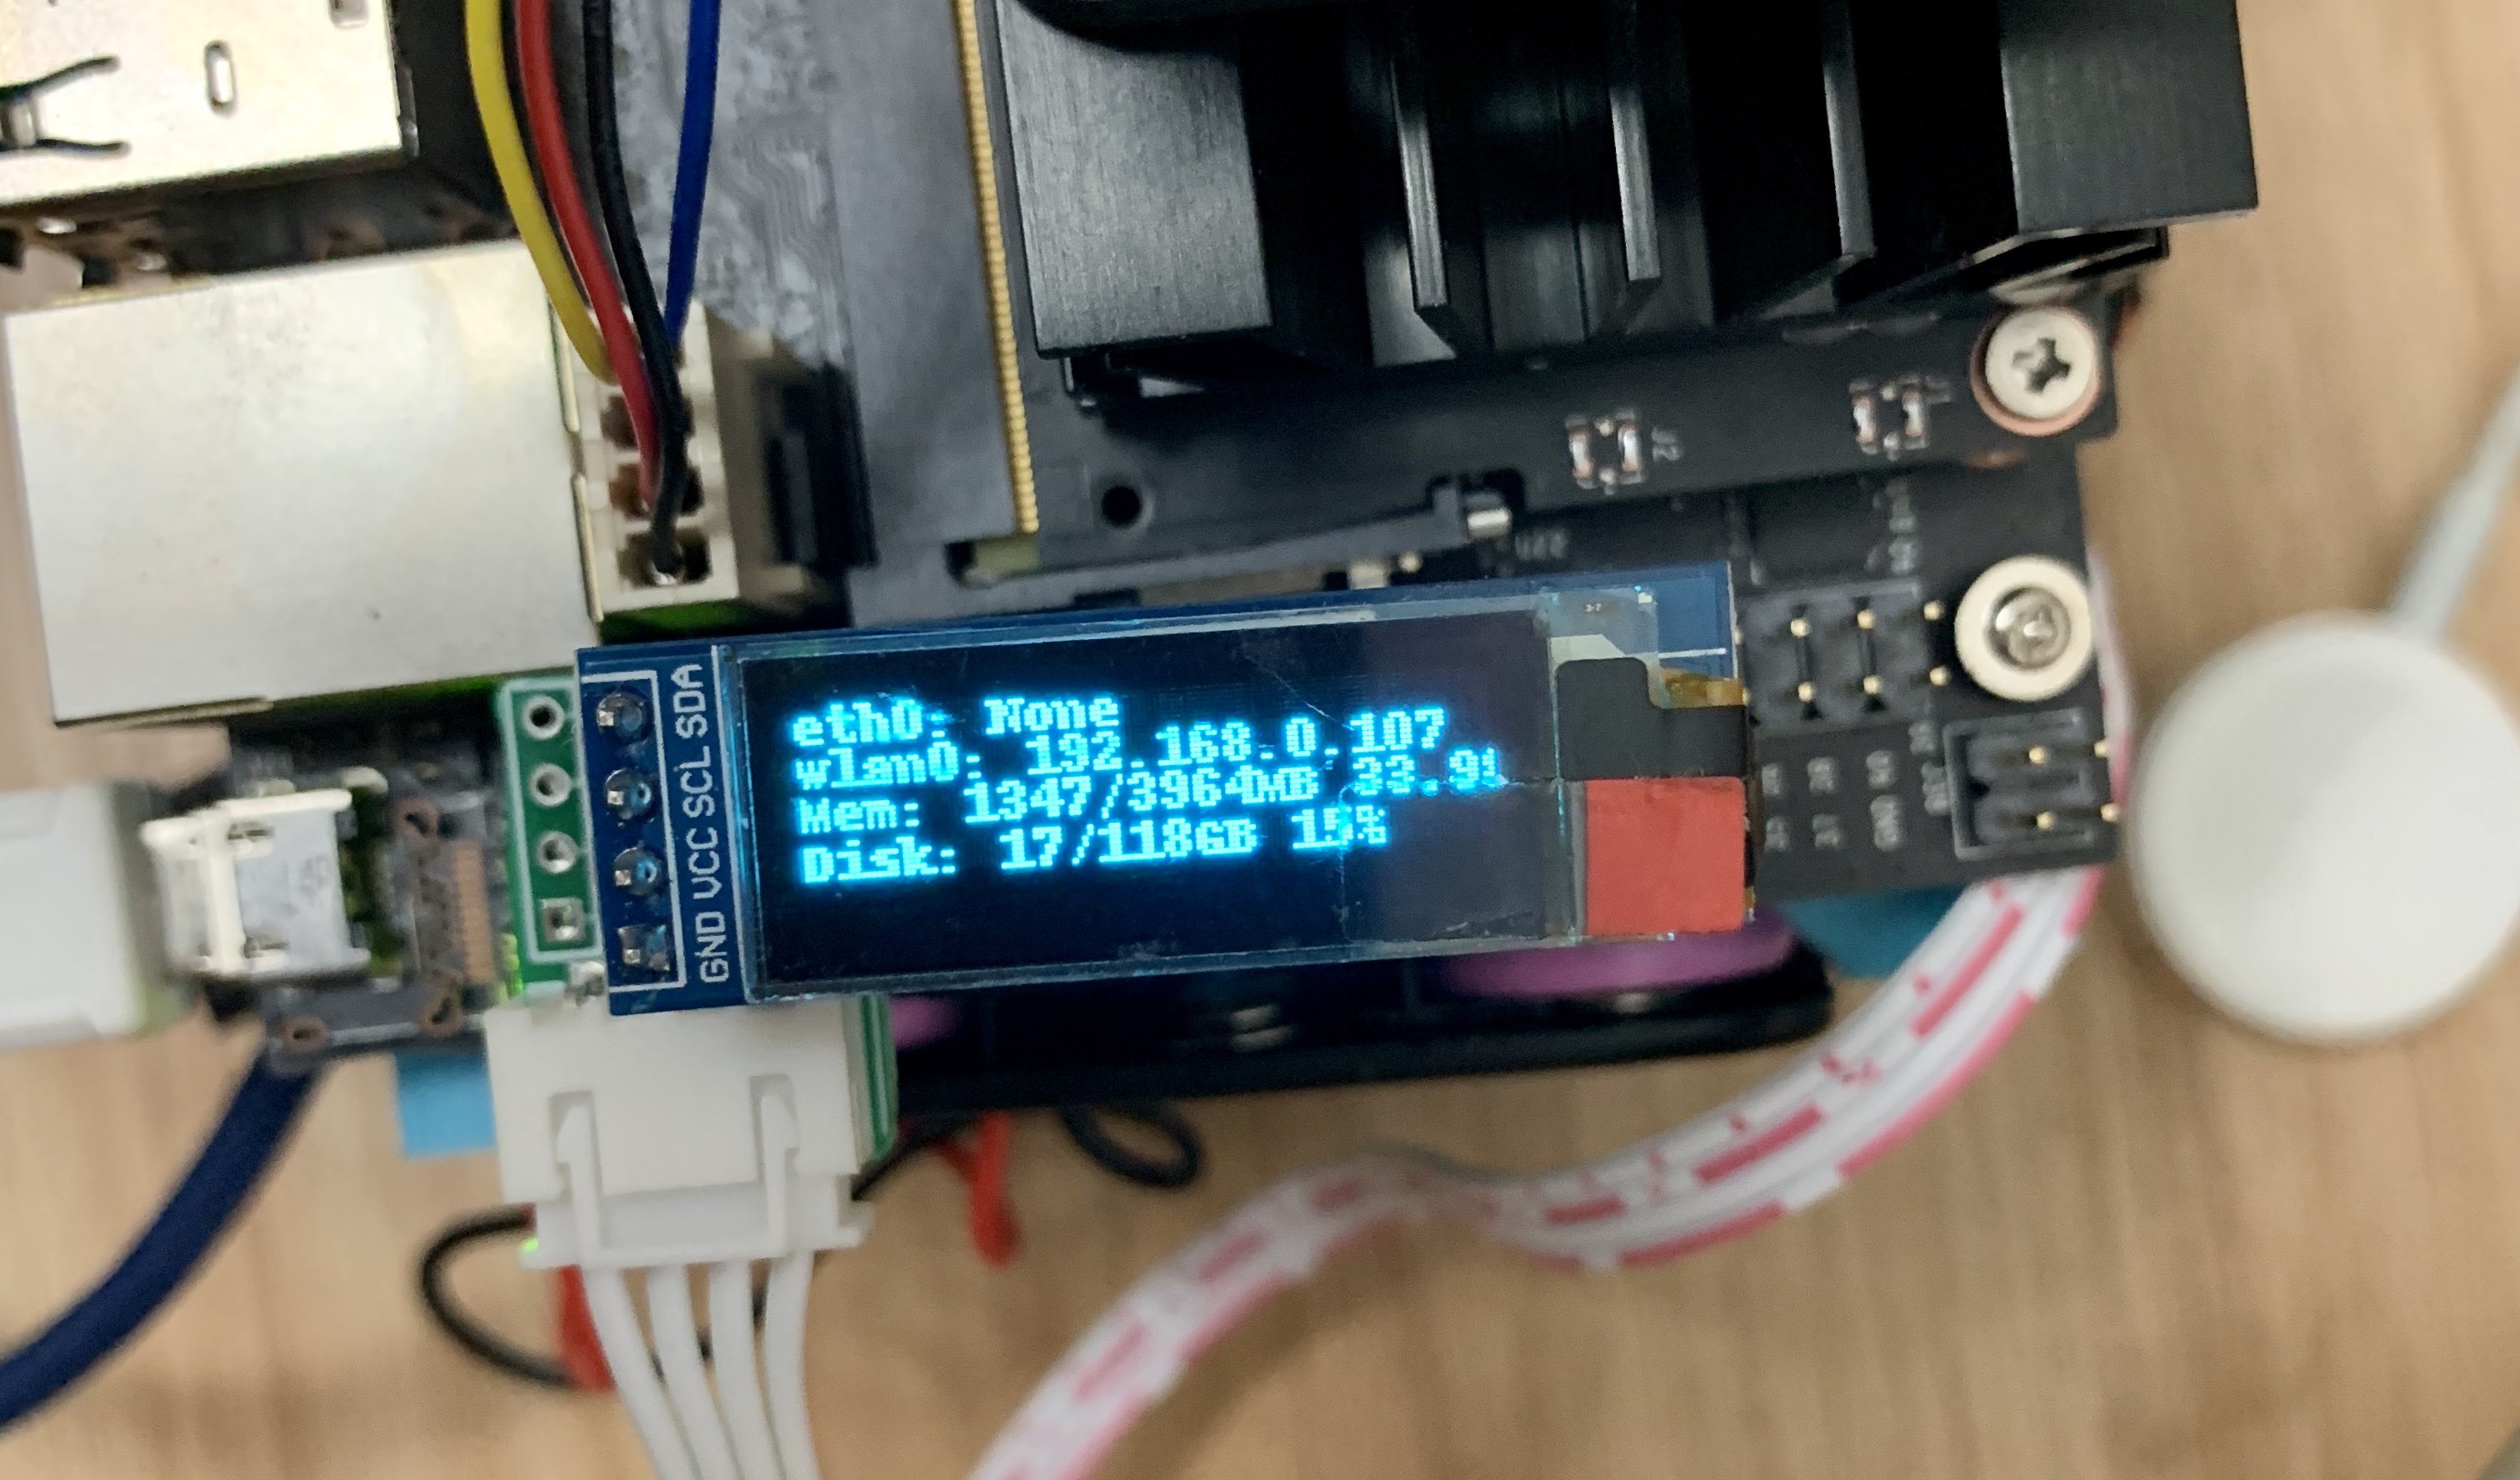 eth0: None
wlan0: 192.168.0.107
Mem: 1347/3964MB 33.9%
Disk: 17/118GB 15%
GND VCC SCL SDA
J2